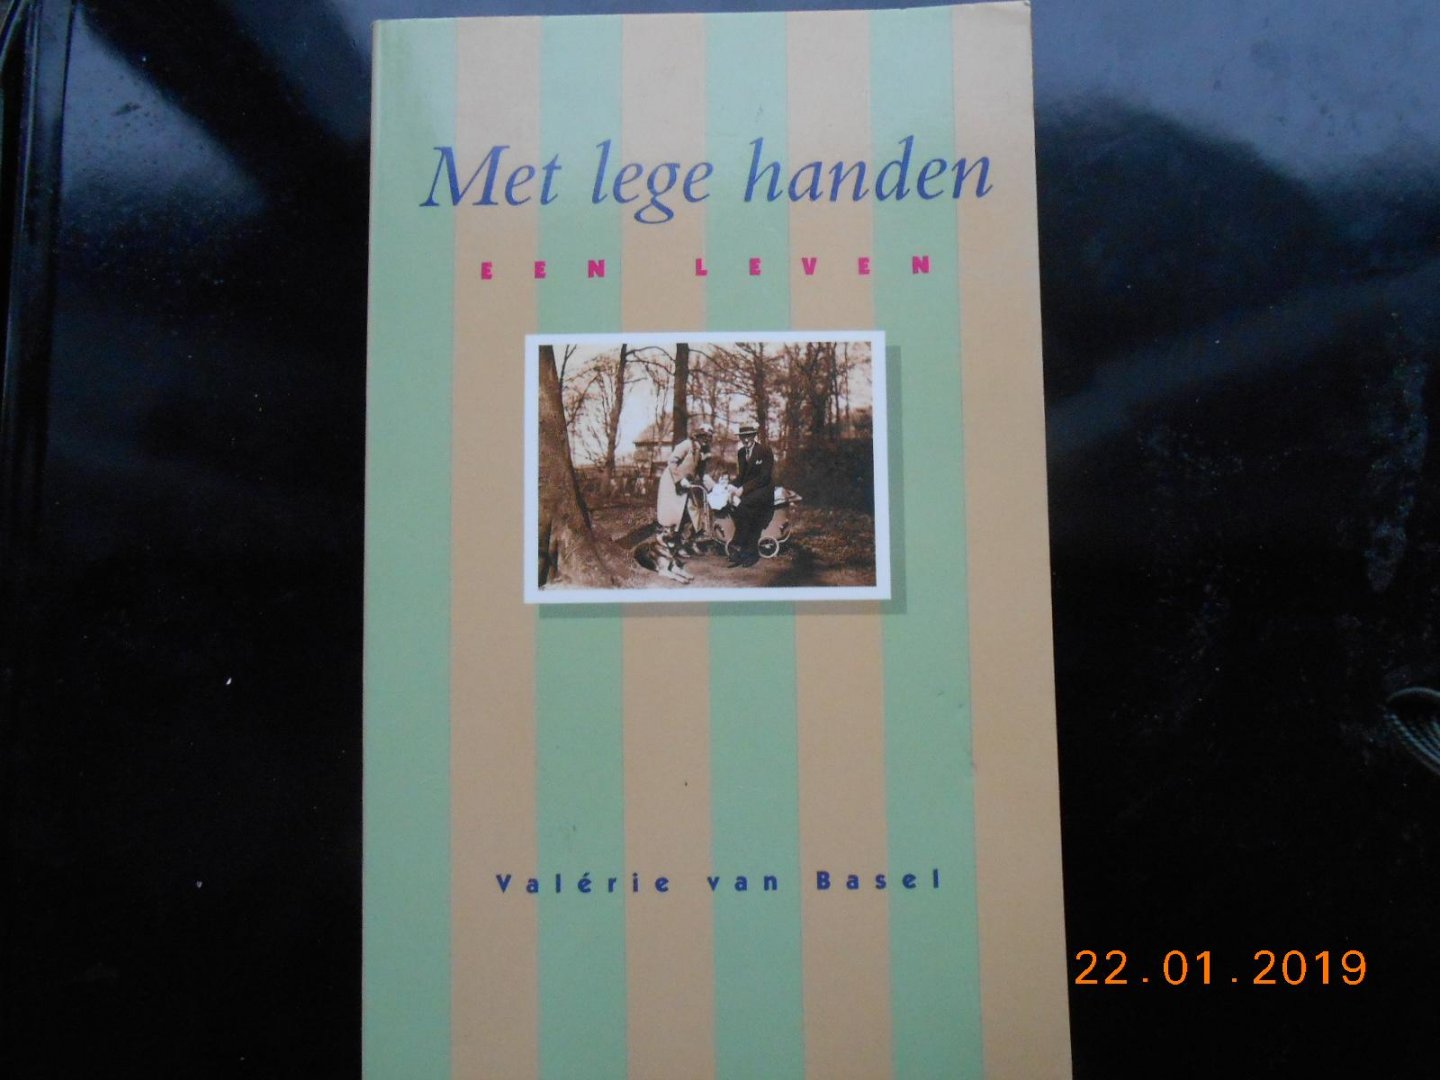 Met lege handen
EEN LEVEN
Valérie van Basel
22.01.2019